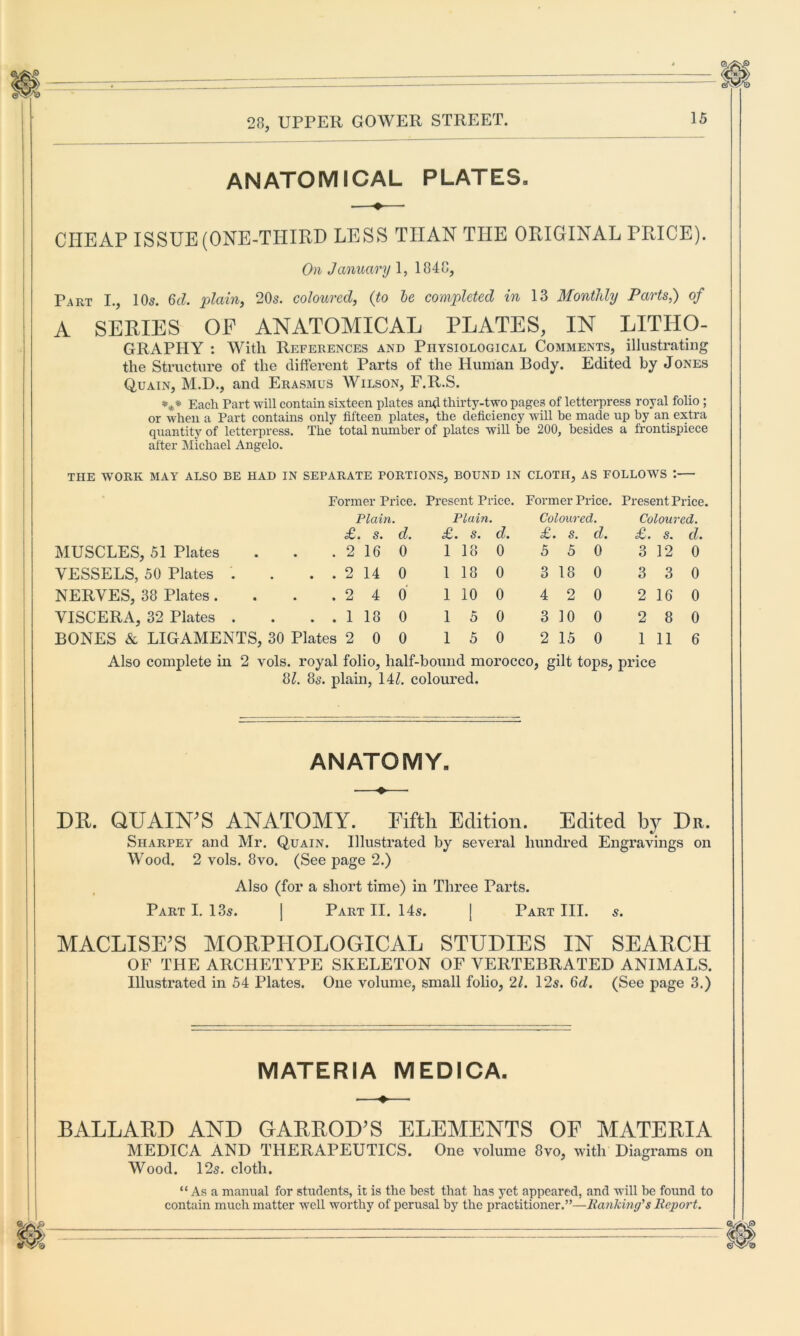 28, UPPER GOWER STREET. 15
ANATOMICAL PLATES.
CHEAP ISSUE (ONE-THIRD LESS THAN THE ORIGINAL PRICE).
On January 1, 1848,
PART I., 10s. 6d. plain, 20s. coloured, (to be completed in 13 Monthly Parts,) of
A SERIES OF ANATOMICAL PLATES, IN LITHO-
GRAPHY : With REFERENCES AND PHYSIOLOGICAL COMMENTS, illustrating
the Structure of the different Parts of the Human Body. Edited by JONES
QUAIN, M.D., and ERASMUS WILSON, F.R.S.
*⁎* Each Part will contain sixteen plates and thirty-two pages of letterpress royal folio ;
or when a Part contains only fifteen plates, the deficiency will be made up by an extra
quantity of letterpress. The total number of plates will be 200, besides a frontispiece
after Michael Angelo.
THE WORK MAY ALSO BE HAD IN SEPARATE PORTIONS, BOUND IN CLOTH, AS FOLLOWS :—
Former Price. Present Price. Former Price. Present Price.
Plain. Plain. Coloured. Coloured.
£. s. d. £. s. d. £. s. d. £. s. d.
MUSCLES, 51 Plates . . . 2 16 0 1 18 0 5 5 0 3 12 0
VESSELS, 50 Plates . . . . 2 14 0 1 18 0 3 18 0 3 3 0
NERVES, 38 Plates . . . . 2 4 0 1 10 0 4 2 0 2 16 0
VISCERA, 32 Plates . . . . 1 18 0 1 5 0 3 10 0 2 8 0
BONES & LIGAMENTS, 30 Plates 2 0 0 1 5 0 2 15 0 1 11 6
Also complete in 2 vols. royal folio, half-bound morocco, gilt tops, price
8l. 8s. plain, 14l. coloured.
ANATOMY.
DR. QUAIN'S ANATOMY. Fifth Edition. Edited by DR.
SHARPEY and Mr. QUAIN. Illustrated by several hundred Engravings on
Wood. 2 vols. 8vo. (See page 2.)
Also (for a short time) in Three Parts.
PART I. 13s. | PART II. 14s. | PART III. s.
MACLISE'S MORPHOLOGICAL STUDIES IN SEARCH
OF THE ARCHETYPE SKELETON OF VERTEBRATED ANIMALS.
Illustrated in 54 Plates. One volume, small folio, 2l. 12s. 6d. (See page 3.)
MATERIA MEDICA.
BALLARD AND GARROD'S ELEMENTS OF MATERIA
MEDICA AND THERAPEUTICS. One volume 8vo, with Diagrams on
Wood. 12s. cloth.
"As a manual for students, it is the best that has yet appeared, and will be found to
contain much matter well worthy of perusal by the practitioner."—Ranking's Report.